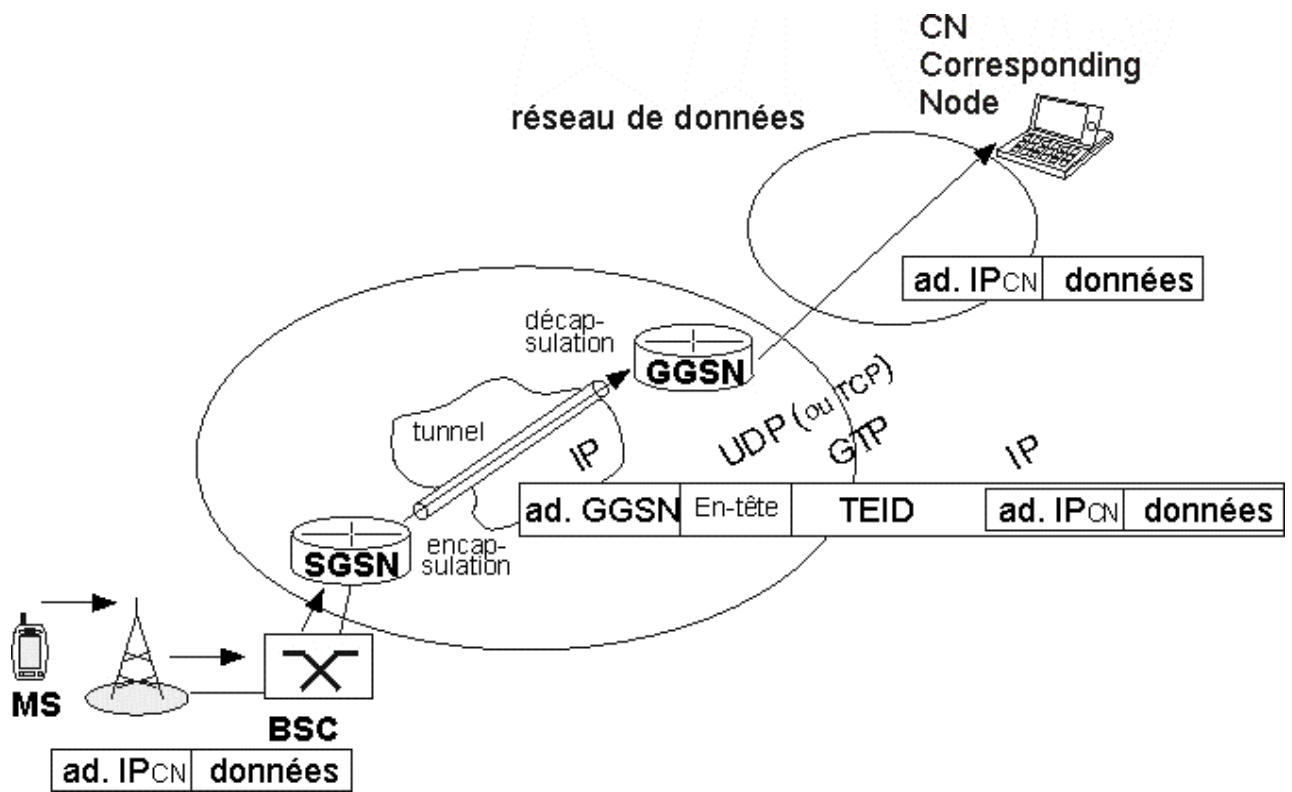 CN
Corresponding
Node
réseau de données
ad. IPCN données
décap-
sulation
GGSN
UDP (ou TCP)
GTP
IP
tunnel
IP
ad. GGSN En-tête TEID ad. IPCN données
SGSN
encap-
sulation
MS
BSC
ad. IPCN données